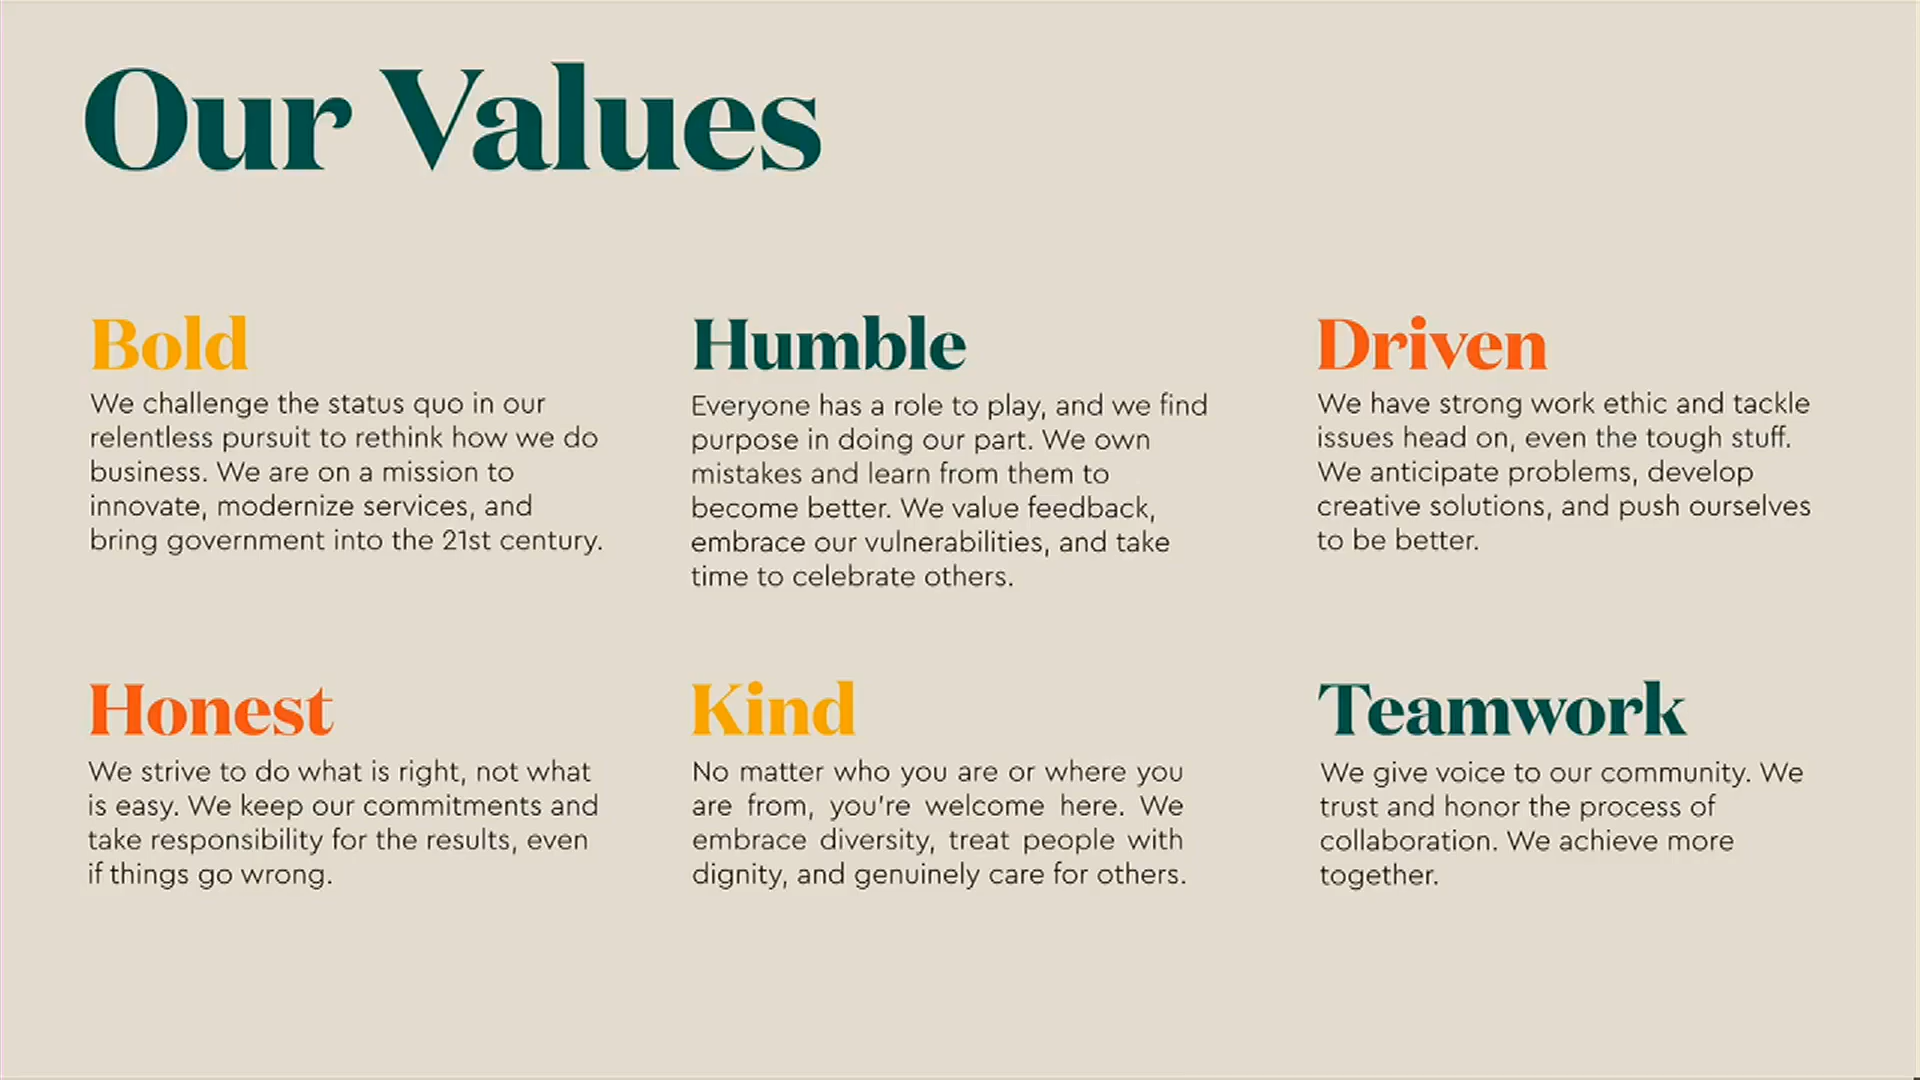 Our Values
Bold
We challenge the status quo in our
relentless pursuit to rethink how we do
business. We are on a mission to
innovate, modernize services, and
bring government into the 21st century.
Humble
Everyone has a role to play, and we find
purpose in doing our part. We own
mistakes and learn from them to
become better. We value feedback,
embrace our vulnerabilities, and take
time to celebrate others.
Driven
We have strong work ethic and tackle
issues head on, even the tough stuff.
We anticipate problems, develop
creative solutions, and push ourselves
to be better.
Honest
We strive to do what is right, not what
is easy. We keep our commitments and
take responsibility for the results, even
if things go wrong.
Kind
No matter who you are or where you
are from, you're welcome here. We
embrace diversity, treat people with
dignity, and genuinely care for others.
Teamwork
We give voice to our community. We
trust and honor the process of
collaboration. We achieve more
together.